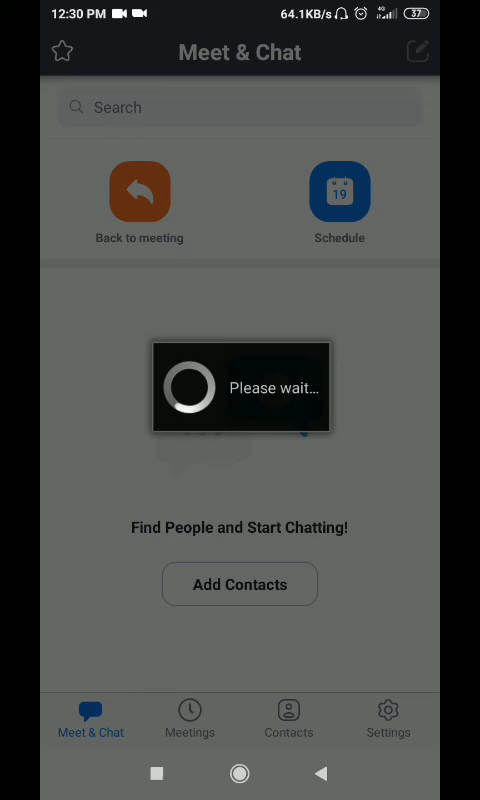 12:30 PM 64.1KB/s 4G 37
Meet & Chat
Search
19
Back to meeting Schedule
Please wait...
Find People and Start Chatting!
Add Contacts
Meet & Chat Meetings Contacts Settings